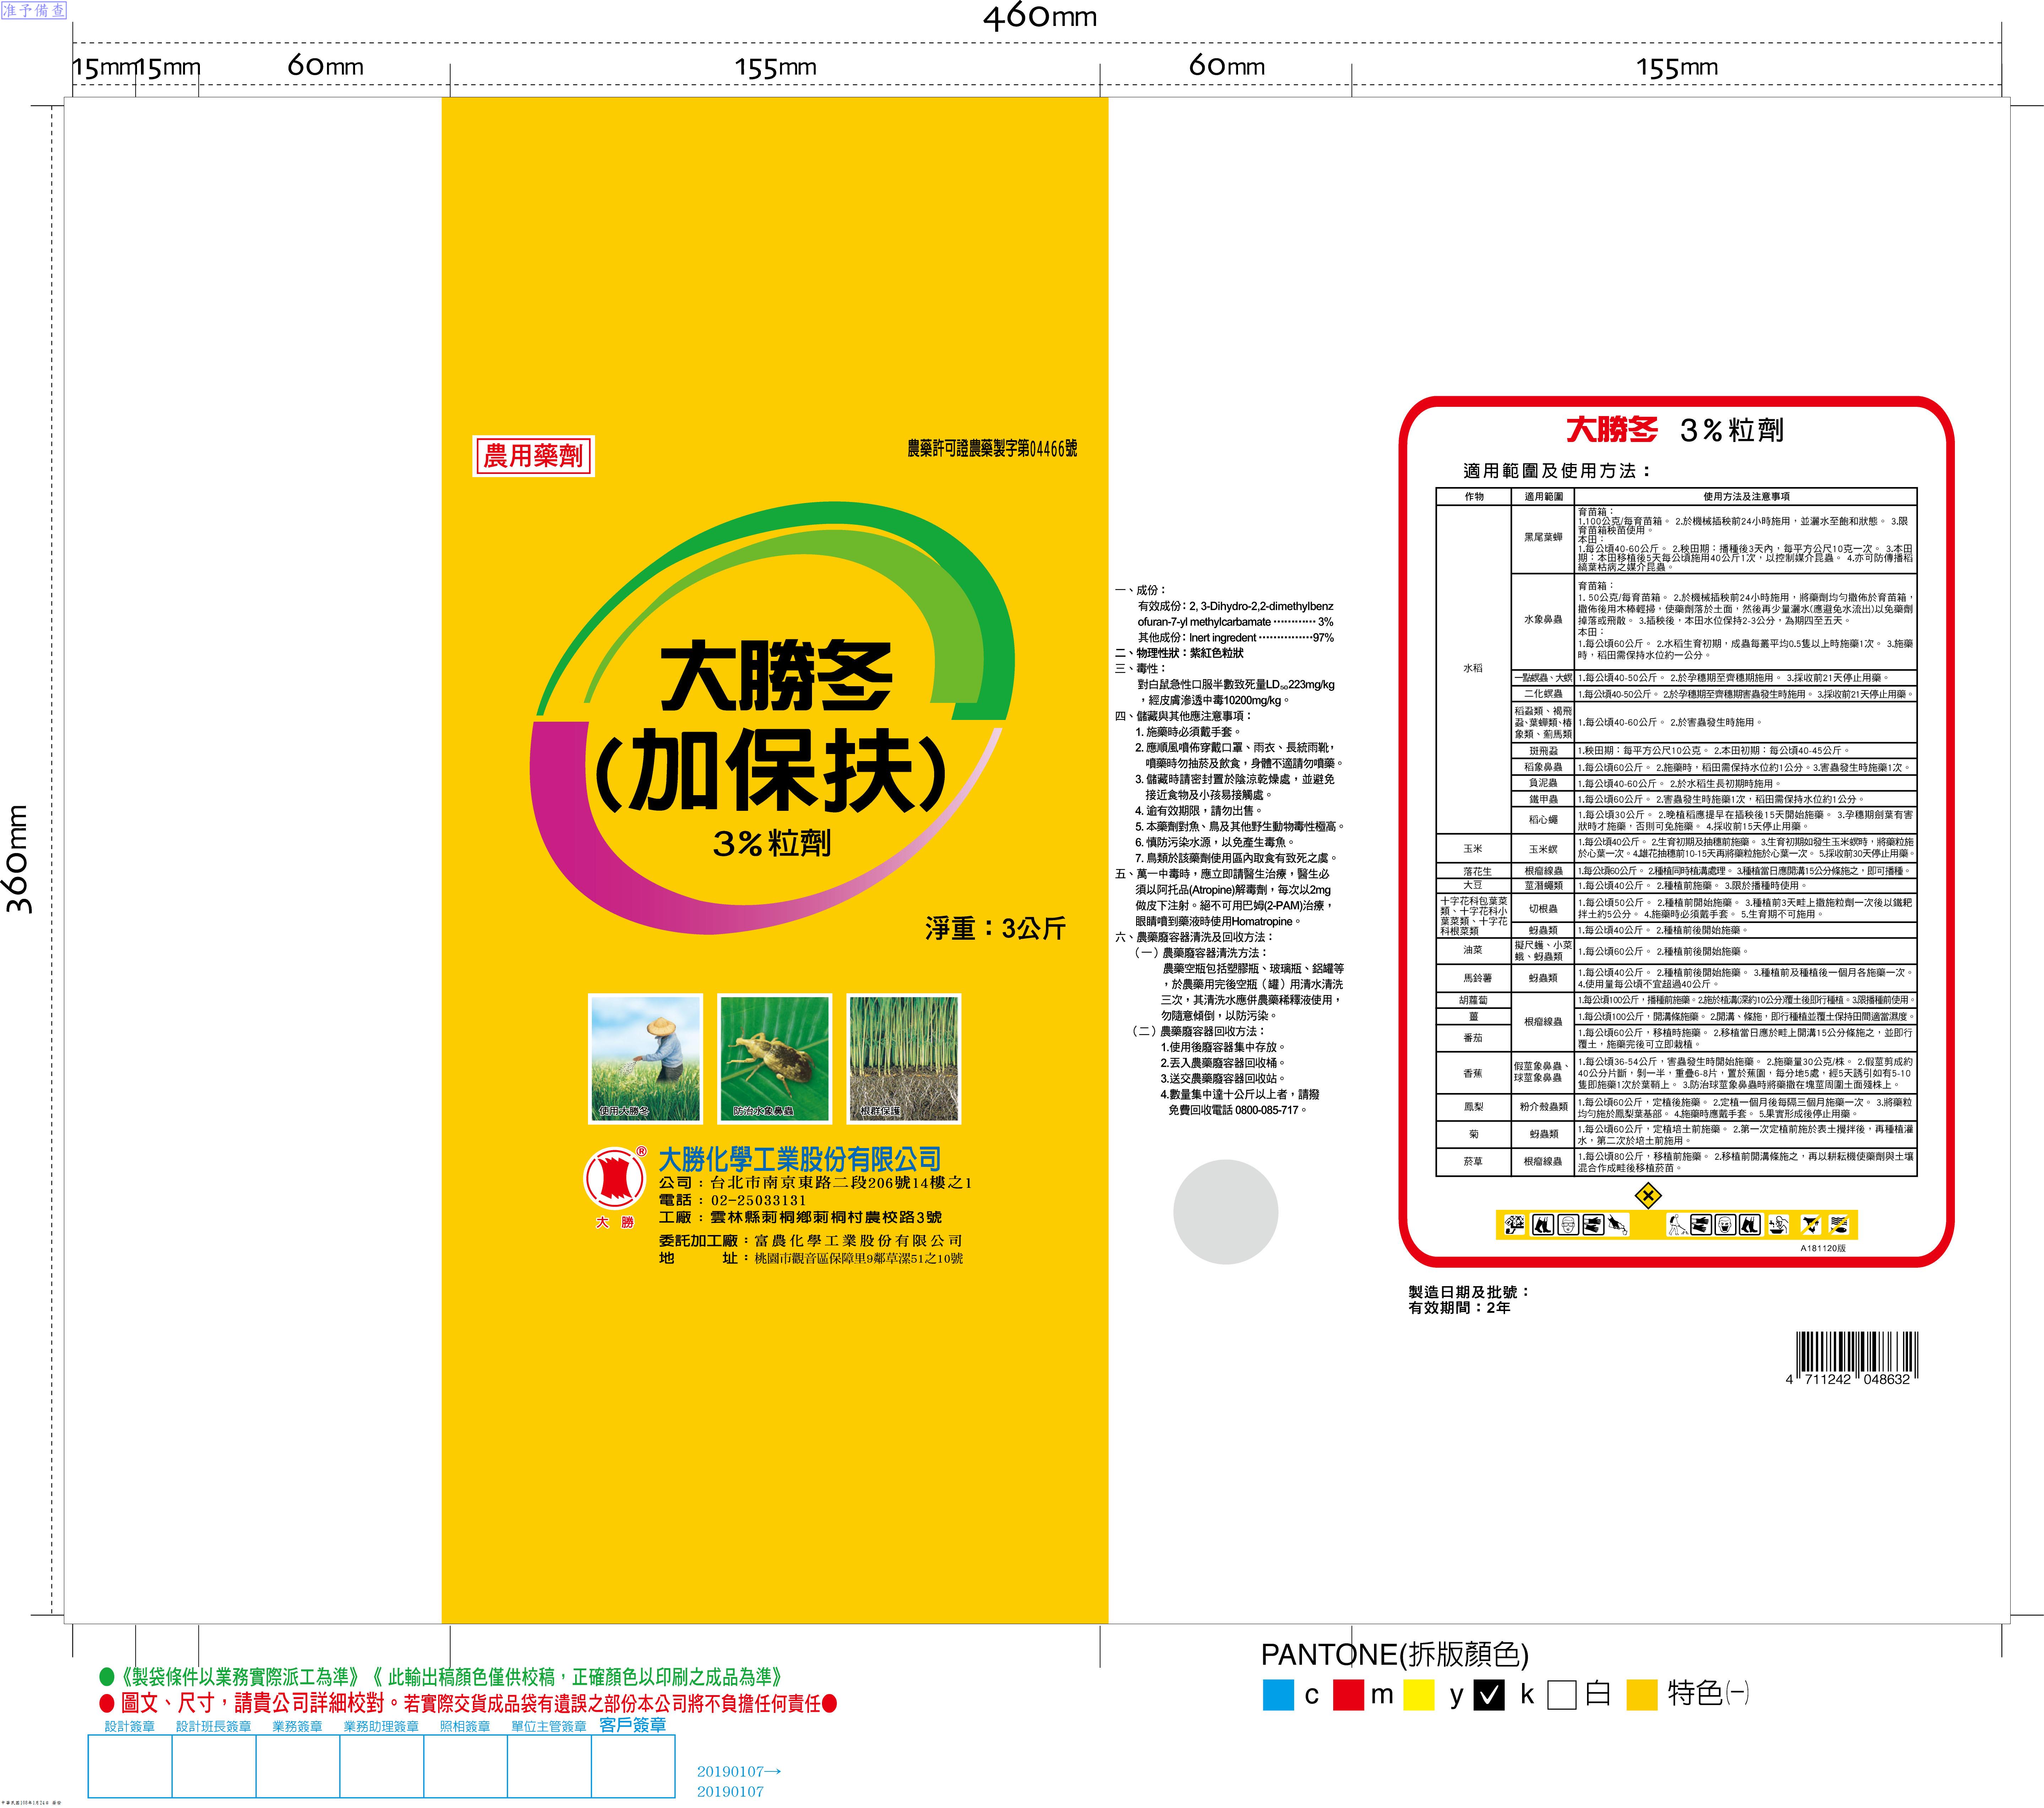 准予備查
460mm
15mm 15mm 60mm 155mm 60mm 155mm
360mm
農用藥劑
農藥許可證農藥製字第04466號
大勝冬
(加保扶)
3%粒劑
淨重：3公斤
使用大勝冬
防治水象鼻蟲
根群保護
®
大勝
大勝化學工業股份有限公司
公司：台北市南京東路二段206號14樓之1
電話：02-25033131
工廠：雲林縣莿桐鄉莿桐村農校路3號
委託加工廠：富農化學工業股份有限公司
地址：桃園市觀音區保障里9鄰草漯51之10號
一、成份：
有效成份：2, 3-Dihydro-2,2-dimethylbenz
ofuran-7-yl methylcarbamate ………… 3%
其他成份：Inert ingredent ……………97%
二、物理性狀：紫紅色粒狀
三、毒性：
對白鼠急性口服半數致死量LD₅₀223mg/kg
，經皮膚滲透中毒10200mg/kg。
四、儲藏與其他應注意事項：
1. 施藥時必須戴手套。
2. 應順風噴佈穿戴口罩、雨衣、長統雨靴，
噴藥時勿抽菸及飲食，身體不適請勿噴藥。
3. 儲藏時請密封置於陰涼乾燥處，並避免
接近食物及小孩易接觸處。
4. 逾有效期限，請勿出售。
5. 本藥劑對魚、鳥及其他野生動物毒性極高。
6. 慎防污染水源，以免產生毒魚。
7. 鳥類於該藥劑使用區內取食有致死之虞。
五、萬一中毒時，應立即請醫生治療，醫生必
須以阿托品(Atropine)解毒劑，每次以2mg
做皮下注射。絕不可用巴姆(2-PAM)治療，
眼睛噴到藥液時使用Homatropine。
六、農藥廢容器清洗及回收方法：
（一）農藥廢容器清洗方法：
農藥空瓶包括塑膠瓶、玻璃瓶、鋁罐等
，於農藥用完後空瓶（罐）用清水清洗
三次，其清洗水應併農藥稀釋液使用，
勿隨意傾倒，以防污染。
（二）農藥廢容器回收方法：
1.使用後廢容器集中存放。
2.丟入農藥廢容器回收桶。
3.送交農藥廢容器回收站。
4.數量集中達十公斤以上者，請撥
免費回收電話 0800-085-717。
大勝冬 3%粒劑
適用範圍及使用方法：
作物 適用範圍 使用方法及注意事項
水稻
黑尾葉蟬
育苗箱：
1.100公克/每育苗箱。 2.於機械插秧前24小時施用，並灑水至飽和狀態。 3.限
育苗箱秧苗使用。
本田：
1.每公頃40-60公斤。 2.秧田期：播種後3天內，每平方公尺10克一次。 3.本田
期：本田移植後5天每公頃施用40公斤1次，以控制媒介昆蟲。 4.亦可防傳播稻
縞葉枯病之媒介昆蟲。
水象鼻蟲
育苗箱：
1. 50公克/每育苗箱。 2.於機械插秧前24小時施用，將藥劑均勻撒佈於育苗箱，
撒佈後用木棒輕掃，使藥劑落於土面，然後再少量灑水(應避免水流出)以免藥劑
掉落或飛散。 3.插秧後，本田水位保持2-3公分，為期四至五天。
本田：
1.每公頃60公斤。 2.水稻生育初期，成蟲每叢平均0.5隻以上時施藥1次。 3.施藥
時，稻田需保持水位約一公分。
一點螟蟲、大螟 1.每公頃40-50公斤。 2.於孕穗期至齊穗期施用。 3.採收前21天停止用藥。
二化螟蟲 1.每公頃40-50公斤。 2.於孕穗期至齊穗期害蟲發生時施用。 3.採收前21天停止用藥。
稻蝨類、褐飛
蝨、葉蟬類、椿
象類、薊馬類
1.每公頃40-60公斤。 2.於害蟲發生時施用。
斑飛蝨 1.秧田期：每平方公尺10公克。 2.本田初期：每公頃40-45公斤。
稻象鼻蟲 1.每公頃60公斤。 2.施藥時，稻田需保持水位約1公分。3.害蟲發生時施藥1次。
負泥蟲 1.每公頃40-60公斤。 2.於水稻生長初期時施用。
鐵甲蟲 1.每公頃60公斤。 2.害蟲發生時施藥1次，稻田需保持水位約1公分。
稻心蠅 1.每公頃30公斤。 2.晚植稻應提早在插秧後15天開始施藥。 3.孕穗期劍葉有害
狀時才施藥，否則可免施藥。 4.採收前15天停止用藥。
玉米 玉米螟 1.每公頃40公斤。 2.生育初期及抽穗前施藥。 3.生育初期如發生玉米螟時，將藥粒施
於心葉一次。4.雄花抽穗前10-15天再將藥粒施於心葉一次。 5.採收前30天停止用藥。
落花生 根瘤線蟲 1.每公頃60公斤。 2.種植同時植溝處理。 3.種植當日應開溝15公分條施之，即可播種。
大豆 莖潛蠅類 1.每公頃40公斤。 2.種植前施藥。 3.限於播種時使用。
十字花科包葉菜
類、十字花科小
葉菜類、十字花
科根菜類
切根蟲 1.每公頃50公斤。 2.種植前開始施藥。 3.種植前3天畦上撒施粒劑一次後以鐵耙
拌土約5公分。 4.施藥時必須戴手套。 5.生育期不可施用。
蚜蟲類 1.每公頃40公斤。 2.種植前後開始施藥。
油菜 擬尺蠖、小菜
蛾、蚜蟲類
1.每公頃60公斤。 2.種植前後開始施藥。
馬鈴薯 蚜蟲類 1.每公頃40公斤。 2.種植前後開始施藥。 3.種植前及種植後一個月各施藥一次。
4.使用量每公頃不宜超過40公斤。
胡蘿蔔 根瘤線蟲 1.每公頃100公斤，播種前施藥。2.施於植溝(深約10公分)覆土後即行種植。3.限播種前使用。
薑 1.每公頃100公斤，開溝條施藥。 2.開溝、條施，即行種植並覆土保持田間適當濕度。
番茄 1.每公頃60公斤，移植時施藥。 2.移植當日應於畦上開溝15公分條施之，並即行
覆土，施藥完後可立即栽植。
香蕉 假莖象鼻蟲、
球莖象鼻蟲
1.每公頃36-54公斤，害蟲發生時開始施藥。 2.施藥量30公克/株。 2.假莖剪成約
40公分片斷，剝一半，重疊6-8片，置於蕉園，每分地5處，經5天誘引如有5-10
隻即施藥1次於葉鞘上。 3.防治球莖象鼻蟲時將藥撒在塊莖周圍土面殘株上。
鳳梨 粉介殼蟲類 1.每公頃60公斤，定植後施藥。 2.定植一個月後每隔三個月施藥一次。 3.將藥粒
均勻施於鳳梨葉基部。 4.施藥時應戴手套。 5.果實形成後停止用藥。
菊 蚜蟲類 1.每公頃60公斤，定植培土前施藥。 2.第一次定植前施於表土攪拌後，再種植灌
水，第二次於培土前施用。
菸草 根瘤線蟲 1.每公頃80公斤，移植前施藥。 2.移植前開溝條施之，再以耕耘機使藥劑與土壤
混合作成畦後移植菸苗。
A181120版
製造日期及批號：
有效期間：2年
4 711242 048632
●《製袋條件以業務實際派工為準》《 此輸出稿顏色僅供校稿，正確顏色以印刷之成品為準》
● 圖文、尺寸，請貴公司詳細校對。若實際交貨成品袋有遺誤之部份本公司將不負擔任何責任●
設計簽章 設計班長簽章 業務簽章 業務助理簽章 照相簽章 單位主管簽章 客戶簽章
20190107→
20190107
PANTONE(拆版顏色)
c m y k 白 特色(一)